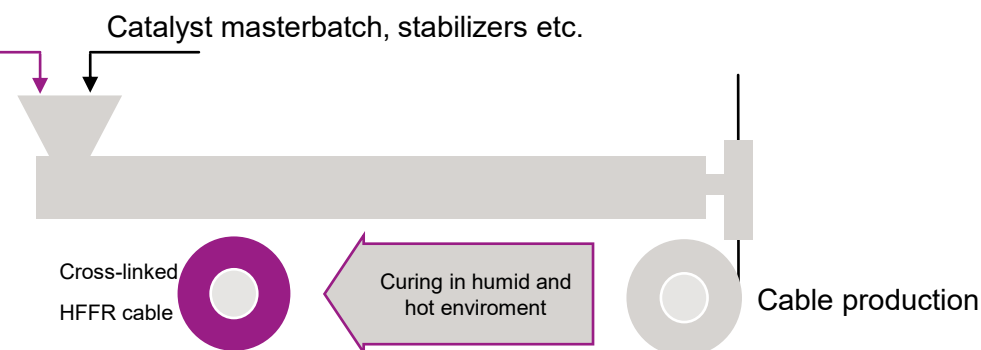 Catalyst masterbatch, stabilizers etc.
Cross-linked
HFFR cable
Curing in humid and
hot enviroment
Cable production